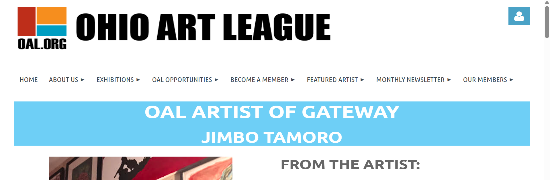 OAL.ORG
OHIO ART LEAGUE
HOME ABOUT US EXHIBITIONS OAL OPPORTUNITIES BECOME A MEMBER FEATURED ARTIST MONTHLY NEWSLETTER OUR MEMBERS
OAL ARTIST OF GATEWAY
JIMBO TAMORO
FROM THE ARTIST: